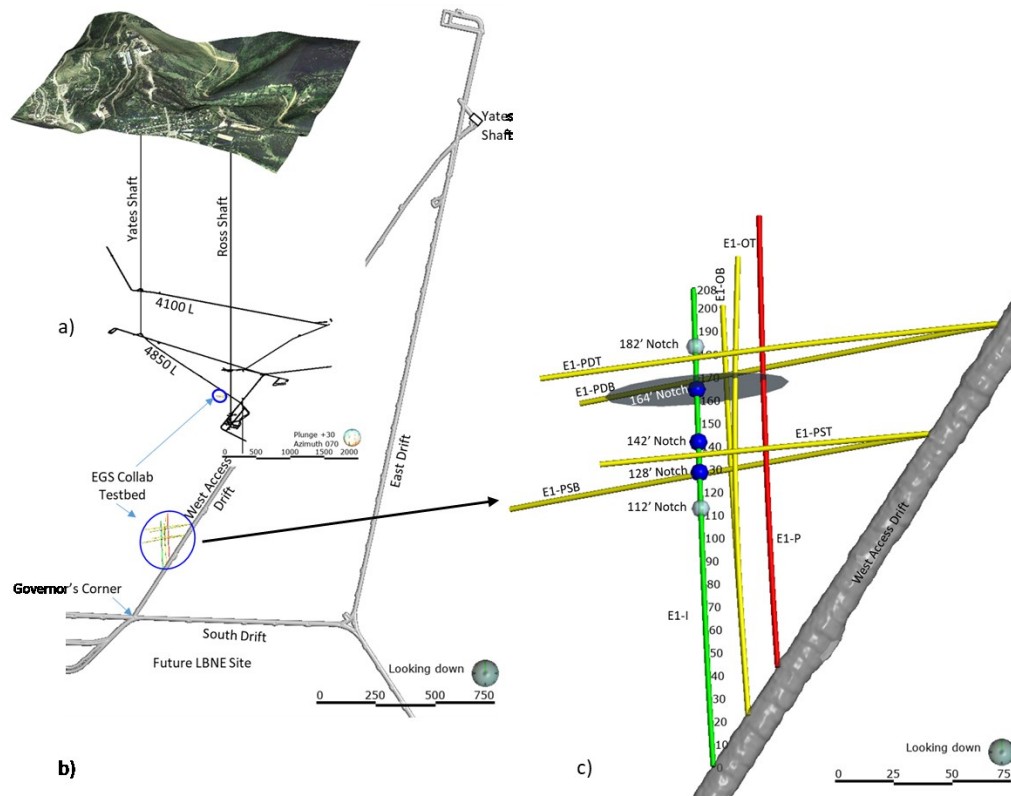 Yates Shaft
Ross Shaft
4100 L
a)
4850 L
Plunge +30
Azimuth 070
0 500 1000 1500 2000
EGS Collab
Testbed
West Access
Drift
Governor's Corner
South Drift
Future LBNE Site
East Drift
Yates
Shaft
Looking down
0 250 500 750
b)
E1-OT
E1-OB
E1-P
E1-I
E1-PDT
E1-PDB
E1-PST
E1-PSB
182' Notch
164' Notch
142' Notch
128' Notch
112' Notch
208
200
190
170
160
150
140
130
120
110
100
90
80
70
60
50
40
30
20
10
0
West Access Drift
Looking down
0 25 50 75
c)